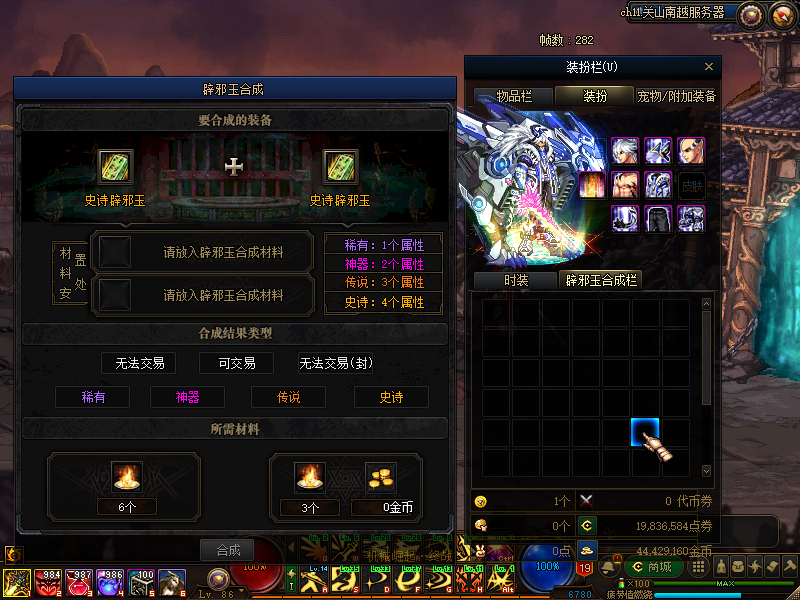 ch11.关山南越服务器
帧数：282
装扮栏(U)
物品栏
装扮
宠物/附加装备
辟邪玉合成
要合成的装备
史诗辟邪玉
史诗辟邪玉
材料安置处
请放入辟邪玉合成材料
请放入辟邪玉合成材料
稀有：1个属性
神器：2个属性
传说：3个属性
史诗：4个属性
皮肤
时装
辟邪玉合成栏
合成结果类型
无法交易
可交易
无法交易(封)
稀有
神器
传说
史诗
所需材料
6个
3个
0金币
合成
1个
0 代币券
0个
19,836,584点券
0点
44,429,160金币
984
987
986
100
Lv. 86
100%
100%
19
商城
×100
MAX
6780
疲劳值燃烧